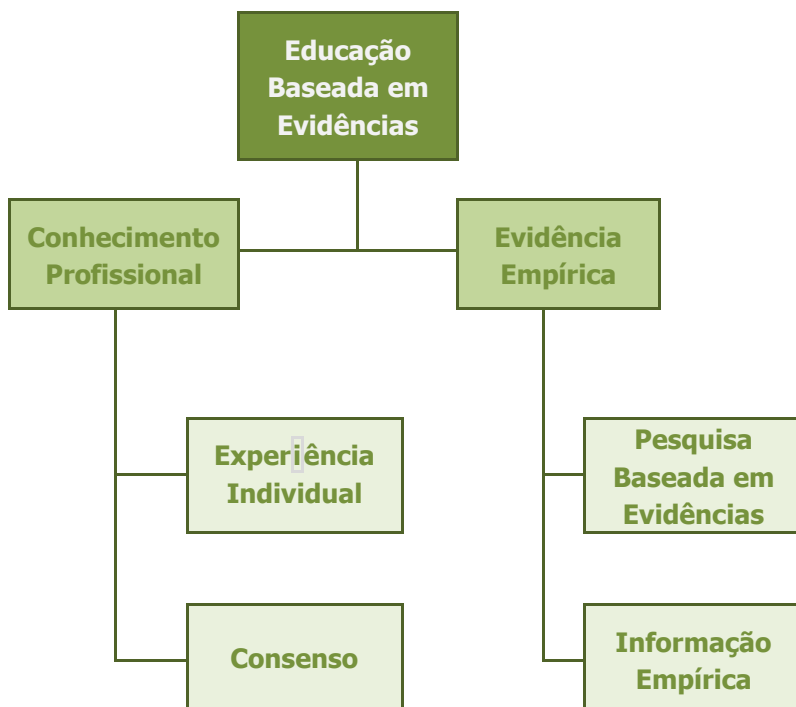 Educação
Baseada em
Evidências
Conhecimento
Profissional
Evidência
Empírica
Experiência
Individual
Pesquisa
Baseada em
Evidências
Consenso
Informação
Empírica